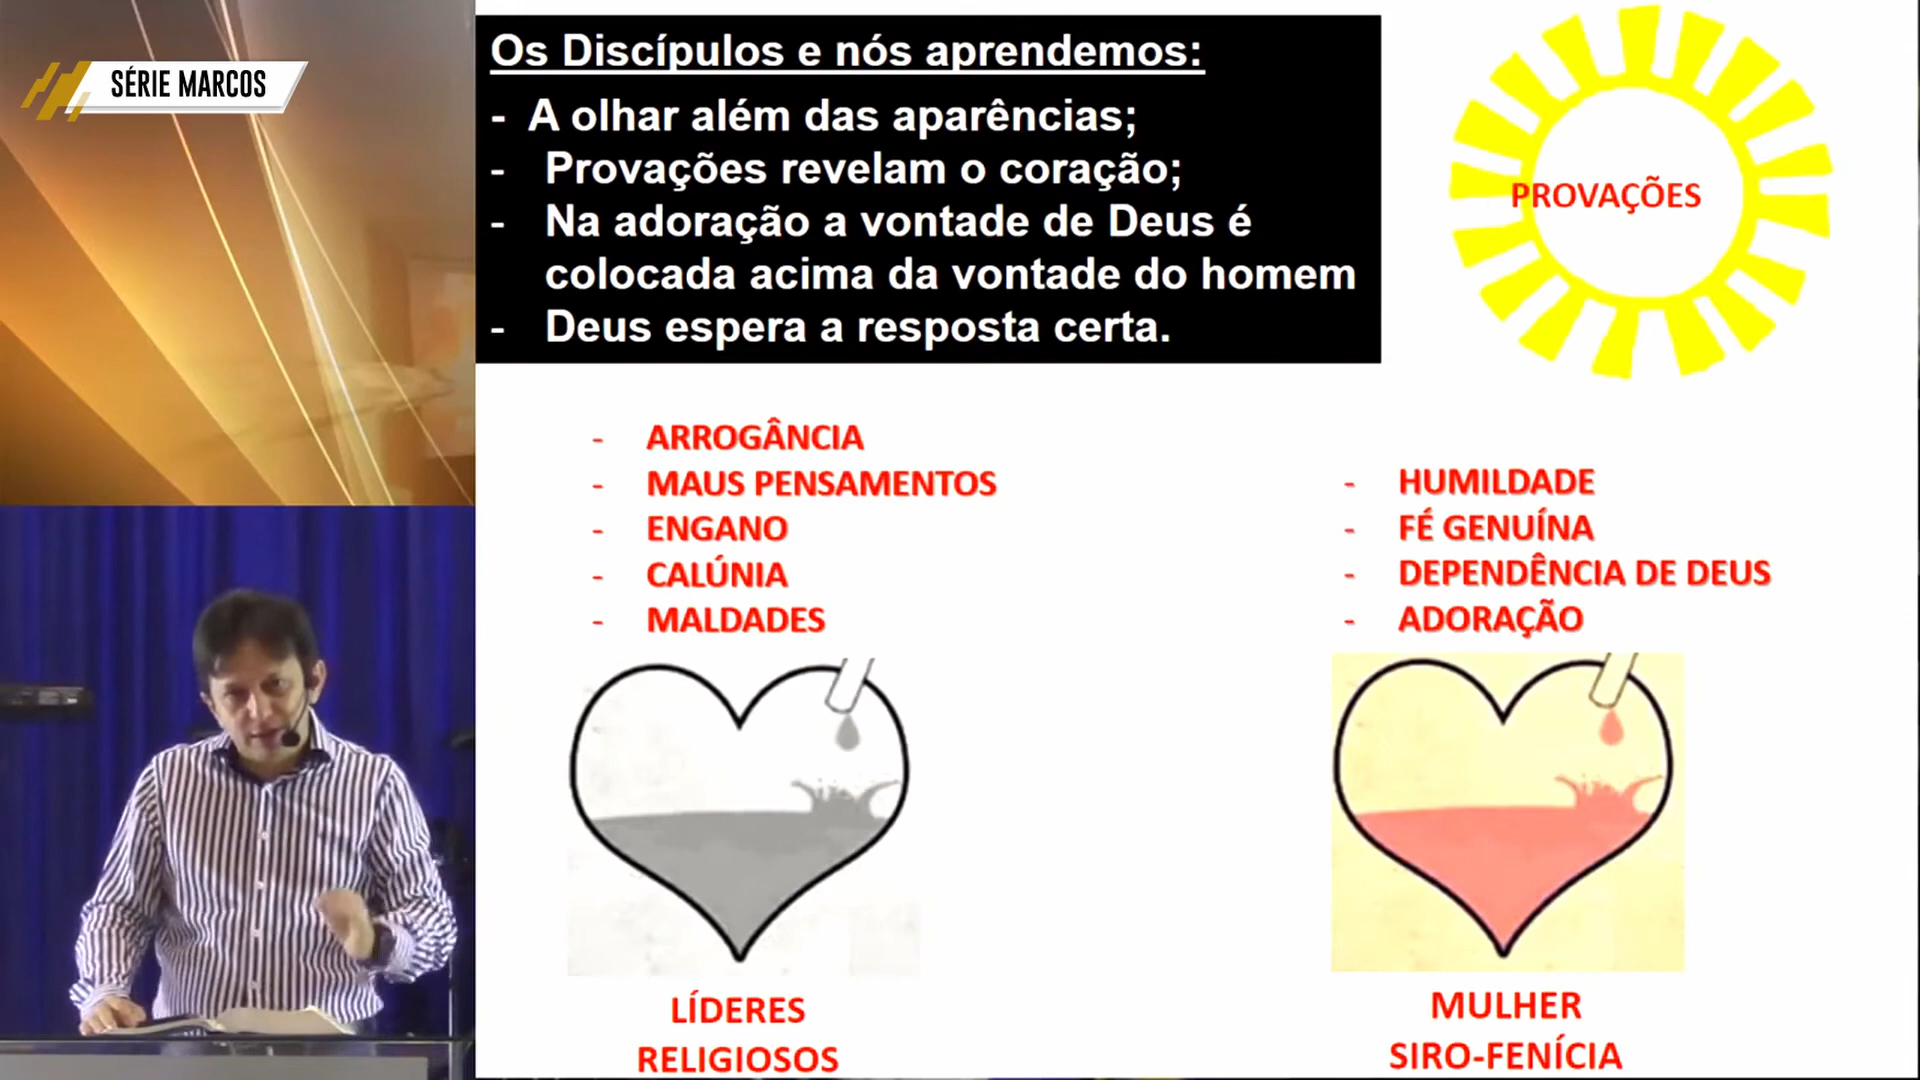 SÉRIE MARCOS
Os Discípulos e nós aprendemos:
- A olhar além das aparências;
- Provações revelam o coração;
- Na adoração a vontade de Deus é
colocada acima da vontade do homem
- Deus espera a resposta certa.
PROVAÇÕES
- ARROGÂNCIA
- MAUS PENSAMENTOS
- ENGANO
- CALÚNIA
- MALDADES
LÍDERES
RELIGIOSOS
- HUMILDADE
- FÉ GENUÍNA
- DEPENDÊNCIA DE DEUS
- ADORAÇÃO
MULHER
SIRO-FENÍCIA